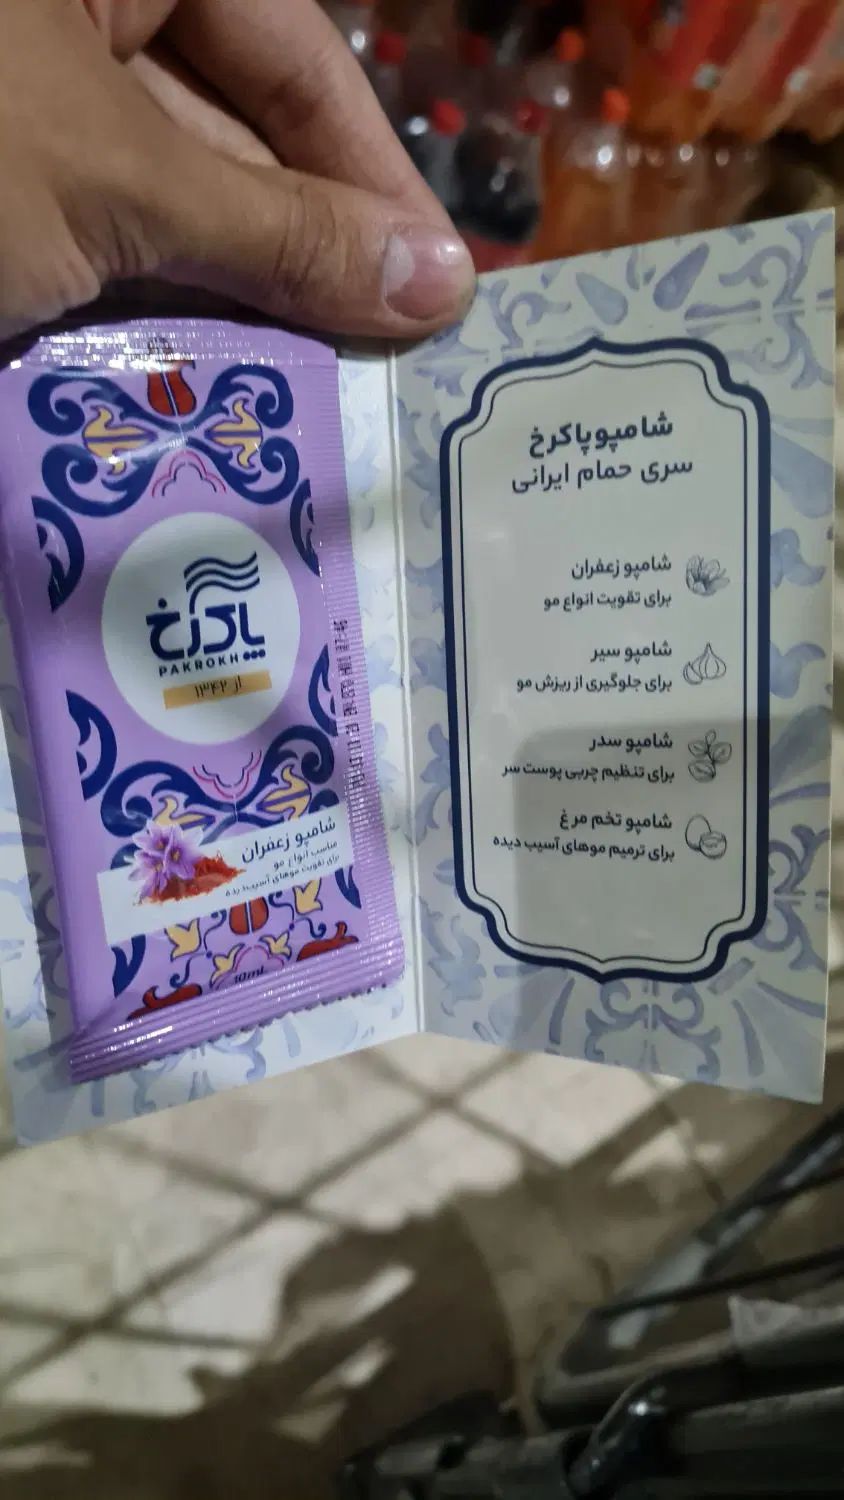 شامپو پاکرخ
سری حمام ایرانی
شامپو زعفران
برای تقویت انواع مو
شامپو سیر
برای جلوگیری از ریزش مو
شامپو سدر
برای تنظیم چربی پوست سر
شامپو تخم مرغ
برای ترمیم موهای آسیب دیده
پاکرخ
PAKROKH
از ۱۳۴۲
شامپو زعفران
مناسب انواع مو
برای تقویت موهای آسیب‌دیده
10ml